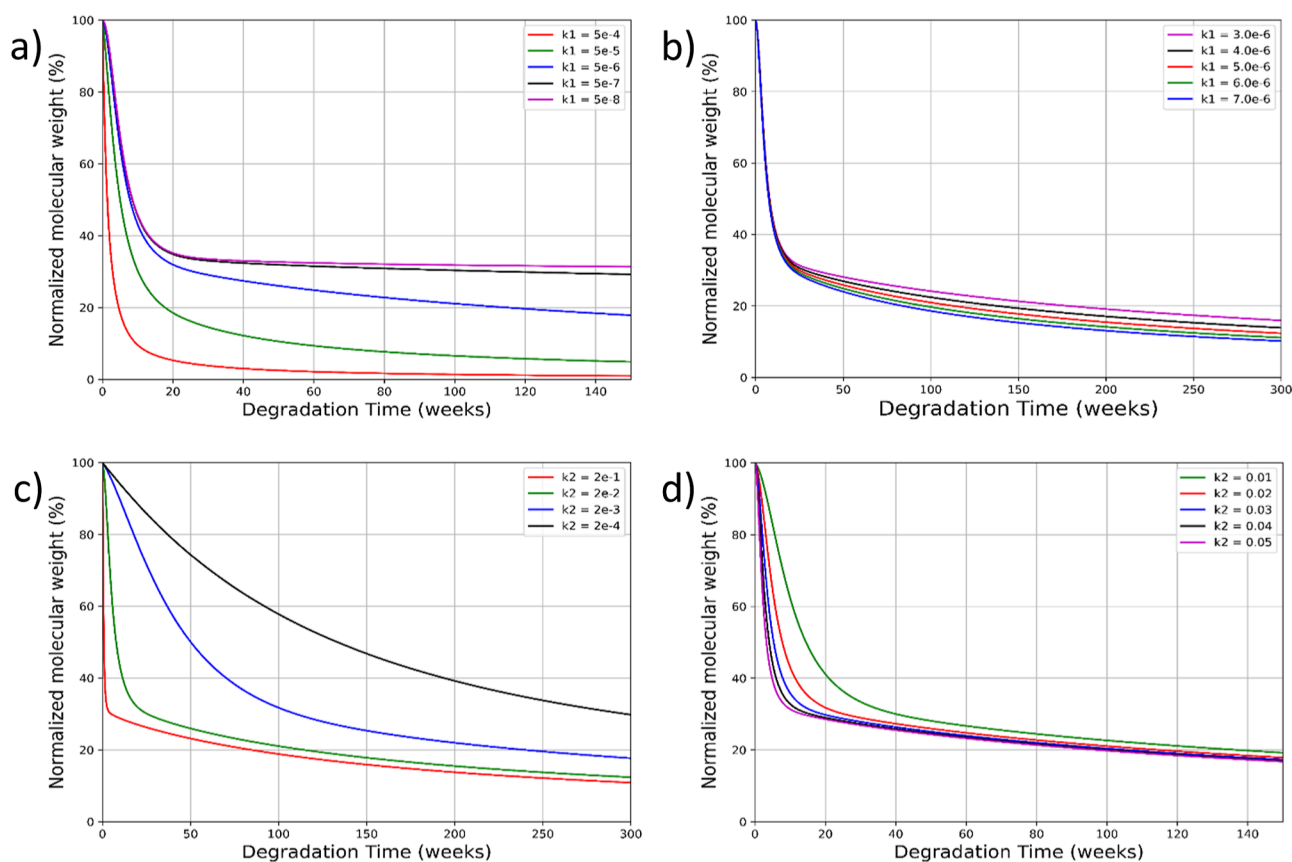 a)
Normalized molecular weight (%)
100
80
60
40
20
0
k1 = 5e-4
k1 = 5e-5
k1 = 5e-6
k1 = 5e-7
k1 = 5e-8
0 20 40 60 80 100 120 140
Degradation Time (weeks)
b)
Normalized molecular weight (%)
100
80
60
40
20
0
k1 = 3.0e-6
k1 = 4.0e-6
k1 = 5.0e-6
k1 = 6.0e-6
k1 = 7.0e-6
0 50 100 150 200 250 300
Degradation Time (weeks)
c)
Normalized molecular weight (%)
100
80
60
40
20
0
k2 = 2e-1
k2 = 2e-2
k2 = 2e-3
k2 = 2e-4
0 50 100 150 200 250 300
Degradation Time (weeks)
d)
Normalized molecular weight (%)
100
80
60
40
20
0
k2 = 0.01
k2 = 0.02
k2 = 0.03
k2 = 0.04
k2 = 0.05
0 20 40 60 80 100 120 140
Degradation Time (weeks)